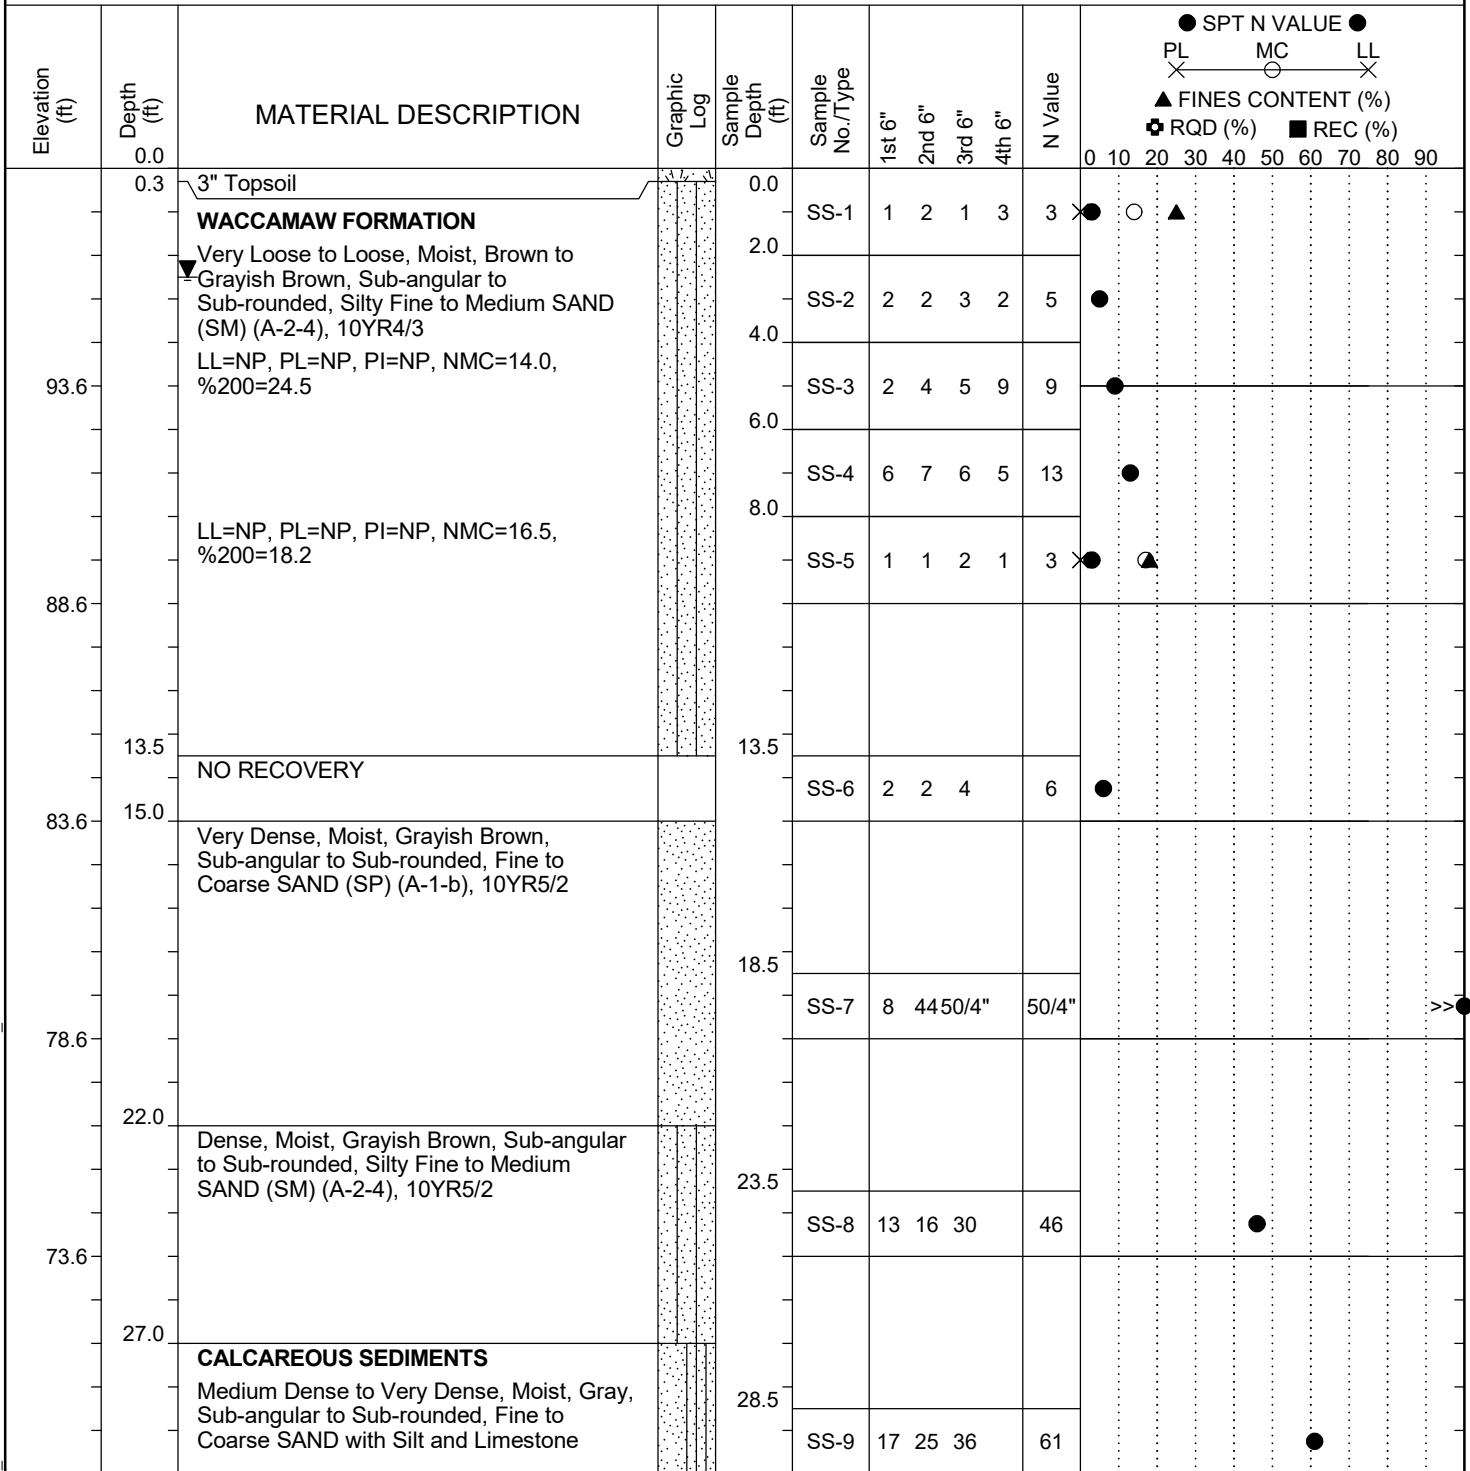 ● SPT N VALUE ●
PL MC LL
▲ FINES CONTENT (%)
RQD (%) ■ REC (%)
Elevation (ft)
Depth (ft)
MATERIAL DESCRIPTION
Graphic Log
Sample Depth (ft)
Sample No./Type
1st 6"
2nd 6"
3rd 6"
4th 6"
N Value
0.0
0 10 20 30 40 50 60 70 80 90
0.3 3" Topsoil 0.0
WACCAMAW FORMATION
SS-1 1 2 1 3 3
Very Loose to Loose, Moist, Brown to
2.0
Grayish Brown, Sub-angular to
Sub-rounded, Silty Fine to Medium SAND
SS-2 2 2 3 2 5
(SM) (A-2-4), 10YR4/3
4.0
LL=NP, PL=NP, PI=NP, NMC=14.0,
93.6 %200=24.5 SS-3 2 4 5 9 9
6.0
SS-4 6 7 6 5 13
8.0
LL=NP, PL=NP, PI=NP, NMC=16.5,
%200=18.2
SS-5 1 1 2 1 3
88.6
13.5 13.5
NO RECOVERY
SS-6 2 2 4 6
83.6 15.0
Very Dense, Moist, Grayish Brown,
Sub-angular to Sub-rounded, Fine to
Coarse SAND (SP) (A-1-b), 10YR5/2
18.5
SS-7 8 44 50/4" 50/4" >>
78.6
22.0
Dense, Moist, Grayish Brown, Sub-angular
to Sub-rounded, Silty Fine to Medium
SAND (SM) (A-2-4), 10YR5/2
23.5
SS-8 13 16 30 46
73.6
27.0
CALCAREOUS SEDIMENTS
Medium Dense to Very Dense, Moist, Gray,
28.5
Sub-angular to Sub-rounded, Fine to
Coarse SAND with Silt and Limestone
SS-9 17 25 36 61